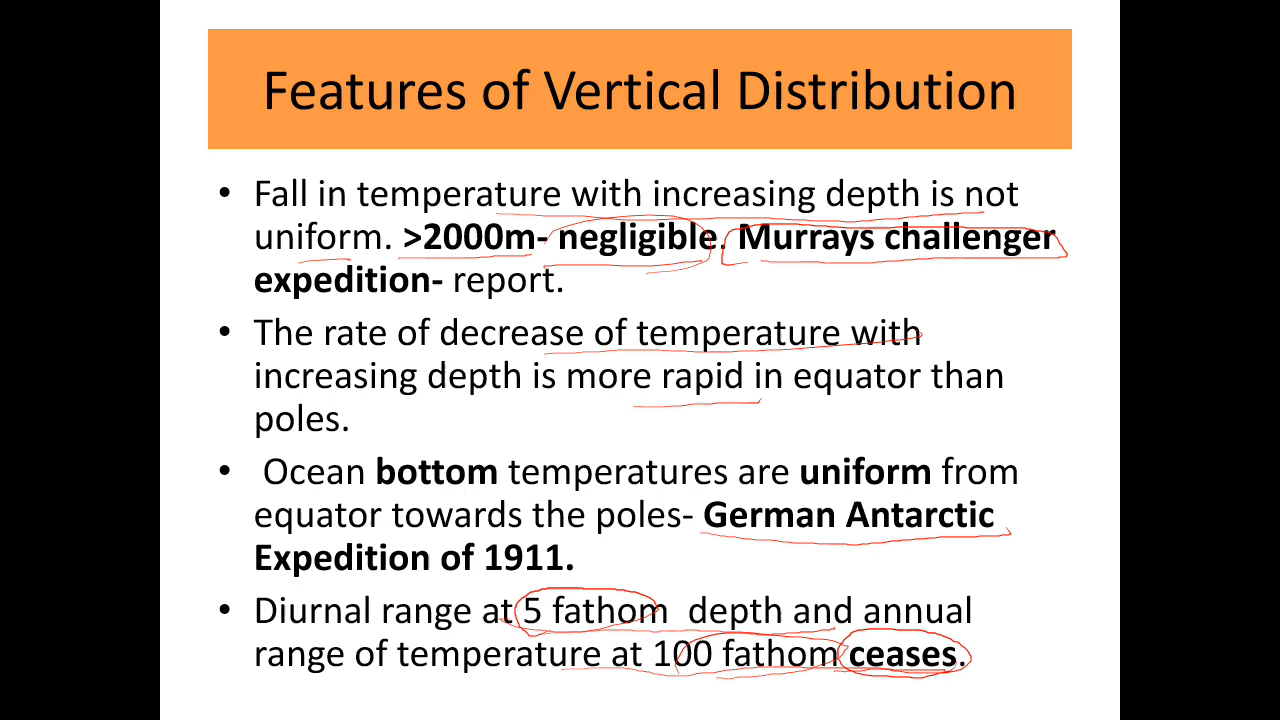 Features of Vertical Distribution
• Fall in temperature with increasing depth is not
uniform. >2000m- negligible. Murrays challenger
expedition- report.
• The rate of decrease of temperature with
increasing depth is more rapid in equator than
poles.
• Ocean bottom temperatures are uniform from
equator towards the poles- German Antarctic
Expedition of 1911.
• Diurnal range at 5 fathom depth and annual
range of temperature at 100 fathom ceases.